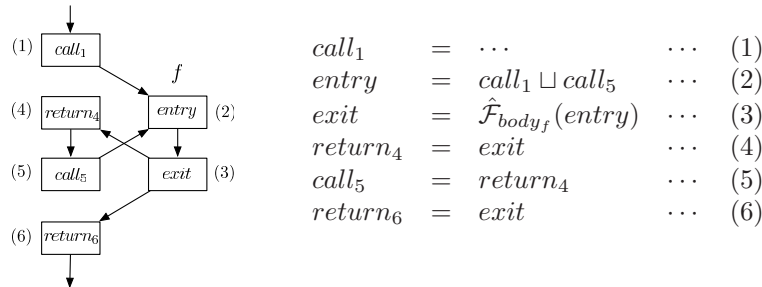 (1) call₁
f
(4) return₄ entry (2)
(5) call₅ exit (3)
(6) return₆
call₁ = ⋯ ⋯ (1)
entry = call₁ ⊔ call₅ ⋯ (2)
exit = F̂_{body_f}(entry) ⋯ (3)
return₄ = exit ⋯ (4)
call₅ = return₄ ⋯ (5)
return₆ = exit ⋯ (6)